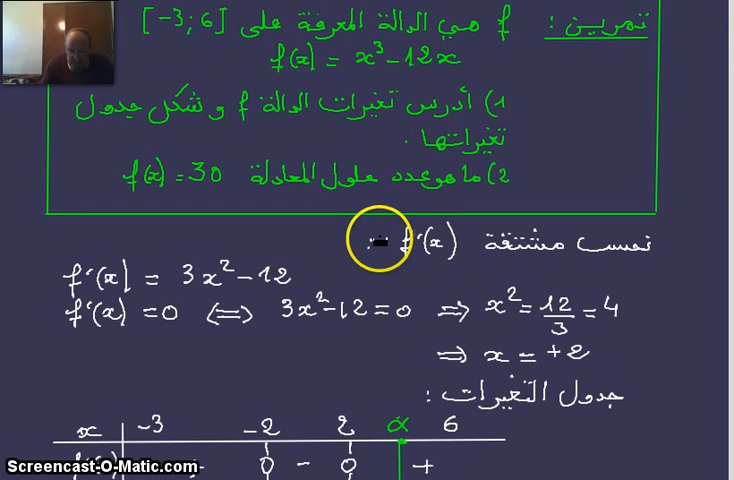 تمرين : f هي الدالة المعرفة على [-3; 6]
f(x) = x³ - 12x
1) أدرس تغيرات الدالة f و شكل جدول
تغيراتها .
2) ما هو عدد حلول المعادلة f(x) = 30
نحسب مشتقة f'(x)
f'(x) = 3x² - 12
f'(x) = 0 ⟺ 3x² - 12 = 0 ⟹ x² = 12/3 = 4
⟹ x = +2
جدول التغيرات :
x -3 -2 2 α 6
0 - 0 +
Screencast-O-Matic.com